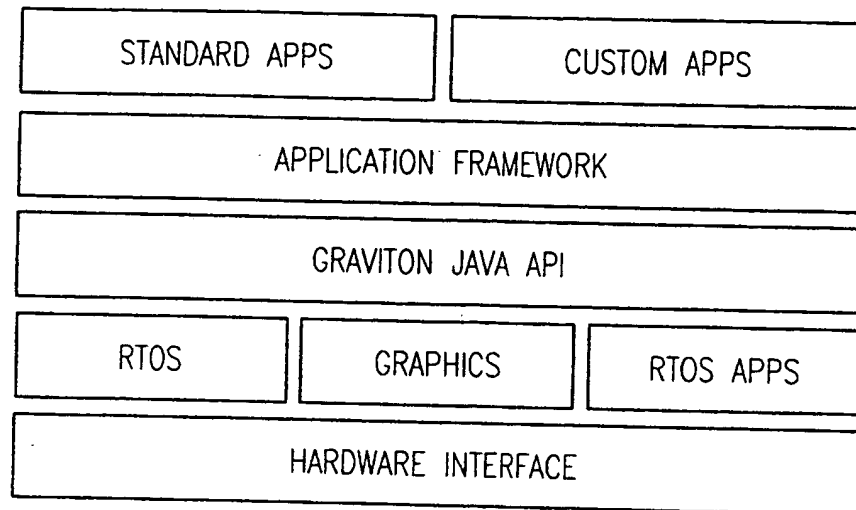 STANDARD APPS
CUSTOM APPS
APPLICATION FRAMEWORK
GRAVITON JAVA API
RTOS
GRAPHICS
RTOS APPS
HARDWARE INTERFACE